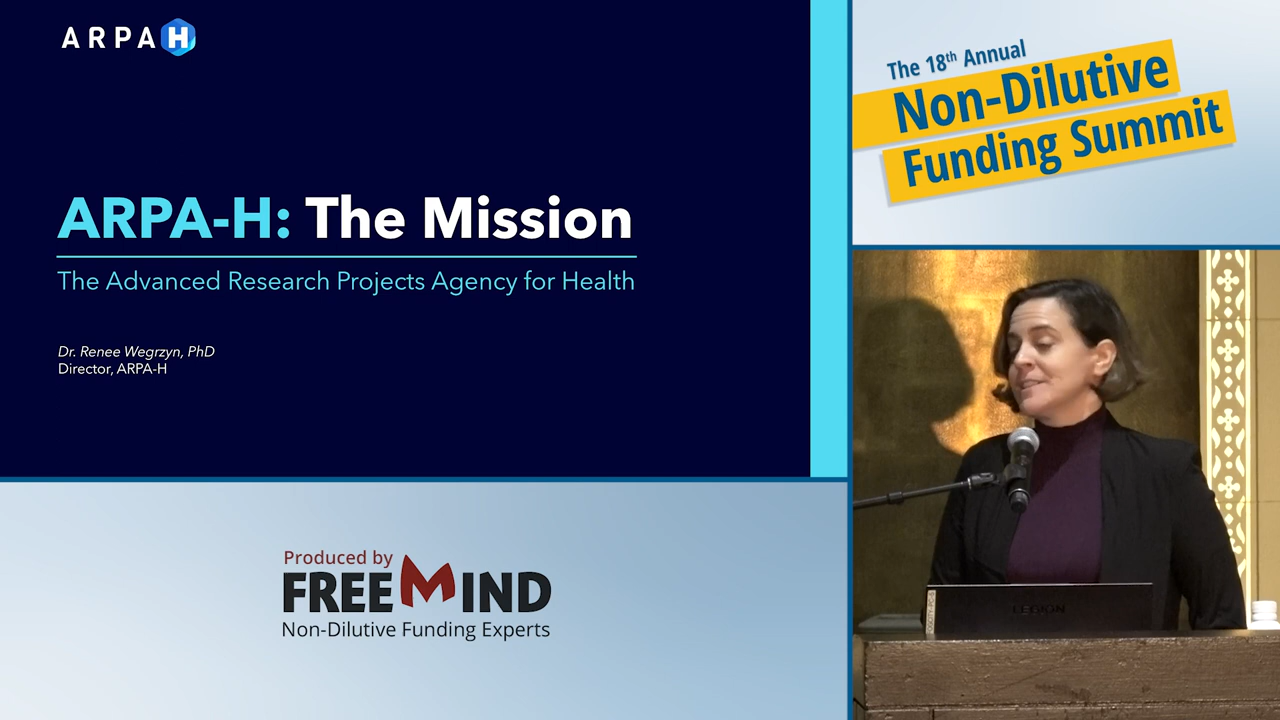 ARPA H
ARPA-H: The Mission
The Advanced Research Projects Agency for Health
Dr. Renee Wegrzyn, PhD
Director, ARPA-H
The 18th Annual
Non-Dilutive
Funding Summit
Produced by
FREEMIND
Non-Dilutive Funding Experts
LEGION